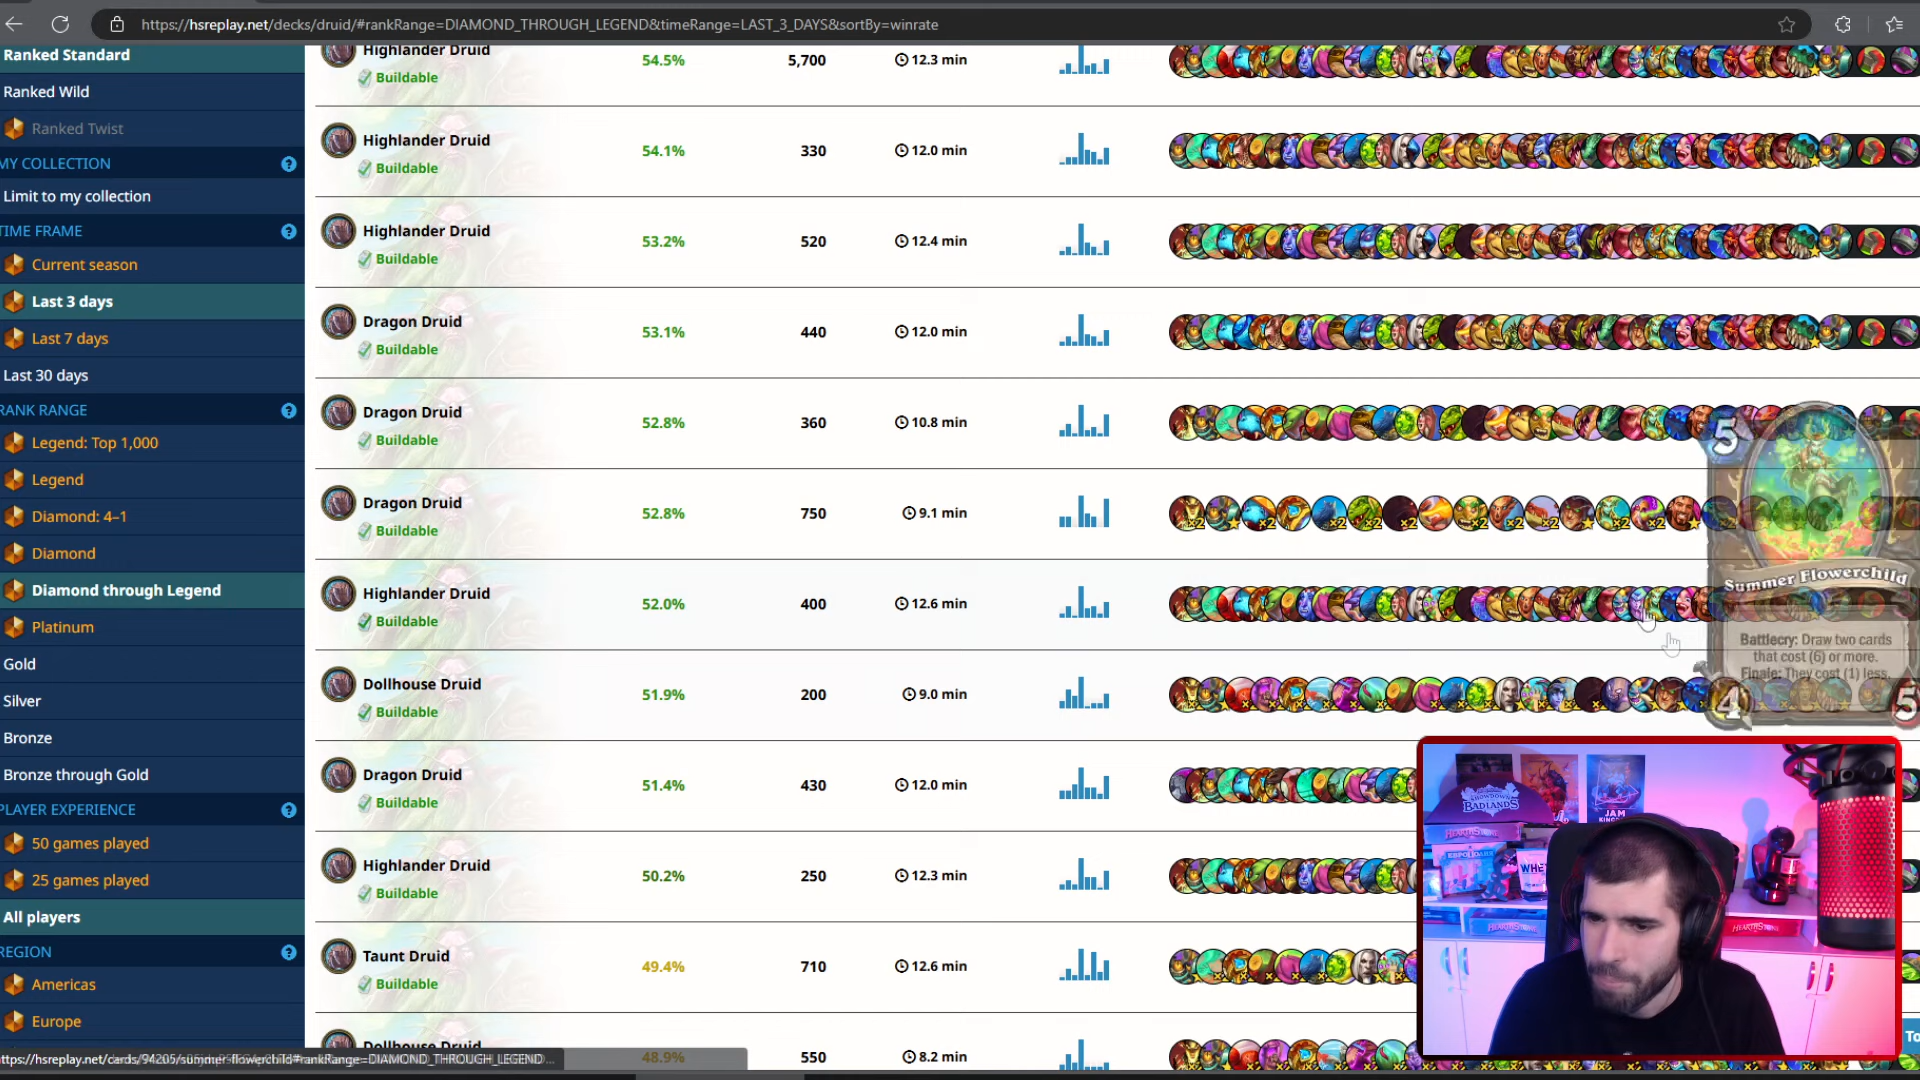 https://hsreplay.net/decks/druid/#rankRange=DIAMOND_THROUGH_LEGEND&timeRange=LAST_3_DAYS&sortBy=winrate
Ranked Standard
Ranked Wild
Ranked Twist
MY COLLECTION
Limit to my collection
TIME FRAME
Current season
Last 3 days
Last 7 days
Last 30 days
RANK RANGE
Legend: Top 1,000
Legend
Diamond: 4–1
Diamond
Diamond through Legend
Platinum
Gold
Silver
Bronze
Bronze through Gold
PLAYER EXPERIENCE
50 games played
25 games played
All players
REGION
Americas
Europe
Highlander Druid 54.5% 5,700 12.3 min
Buildable
Highlander Druid 54.1% 330 12.0 min
Buildable
Highlander Druid 53.2% 520 12.4 min
Buildable
Dragon Druid 53.1% 440 12.0 min
Buildable
Dragon Druid 52.8% 360 10.8 min
Buildable
Dragon Druid 52.8% 750 9.1 min
Buildable
Highlander Druid 52.0% 400 12.6 min
Buildable
Dollhouse Druid 51.9% 200 9.0 min
Buildable
Dragon Druid 51.4% 430 12.0 min
Buildable
Highlander Druid 50.2% 250 12.3 min
Buildable
Taunt Druid 49.4% 710 12.6 min
Buildable
Dollhouse Druid 48.9% 550 8.2 min
5
Summer Flowerchild
Battlecry: Draw two cards
that cost (6) or more.
Finale: They cost (1) less.
4
5
BADLANDS
HEARTHSTONE
JAM
WHE
HEARTHSTONE
To